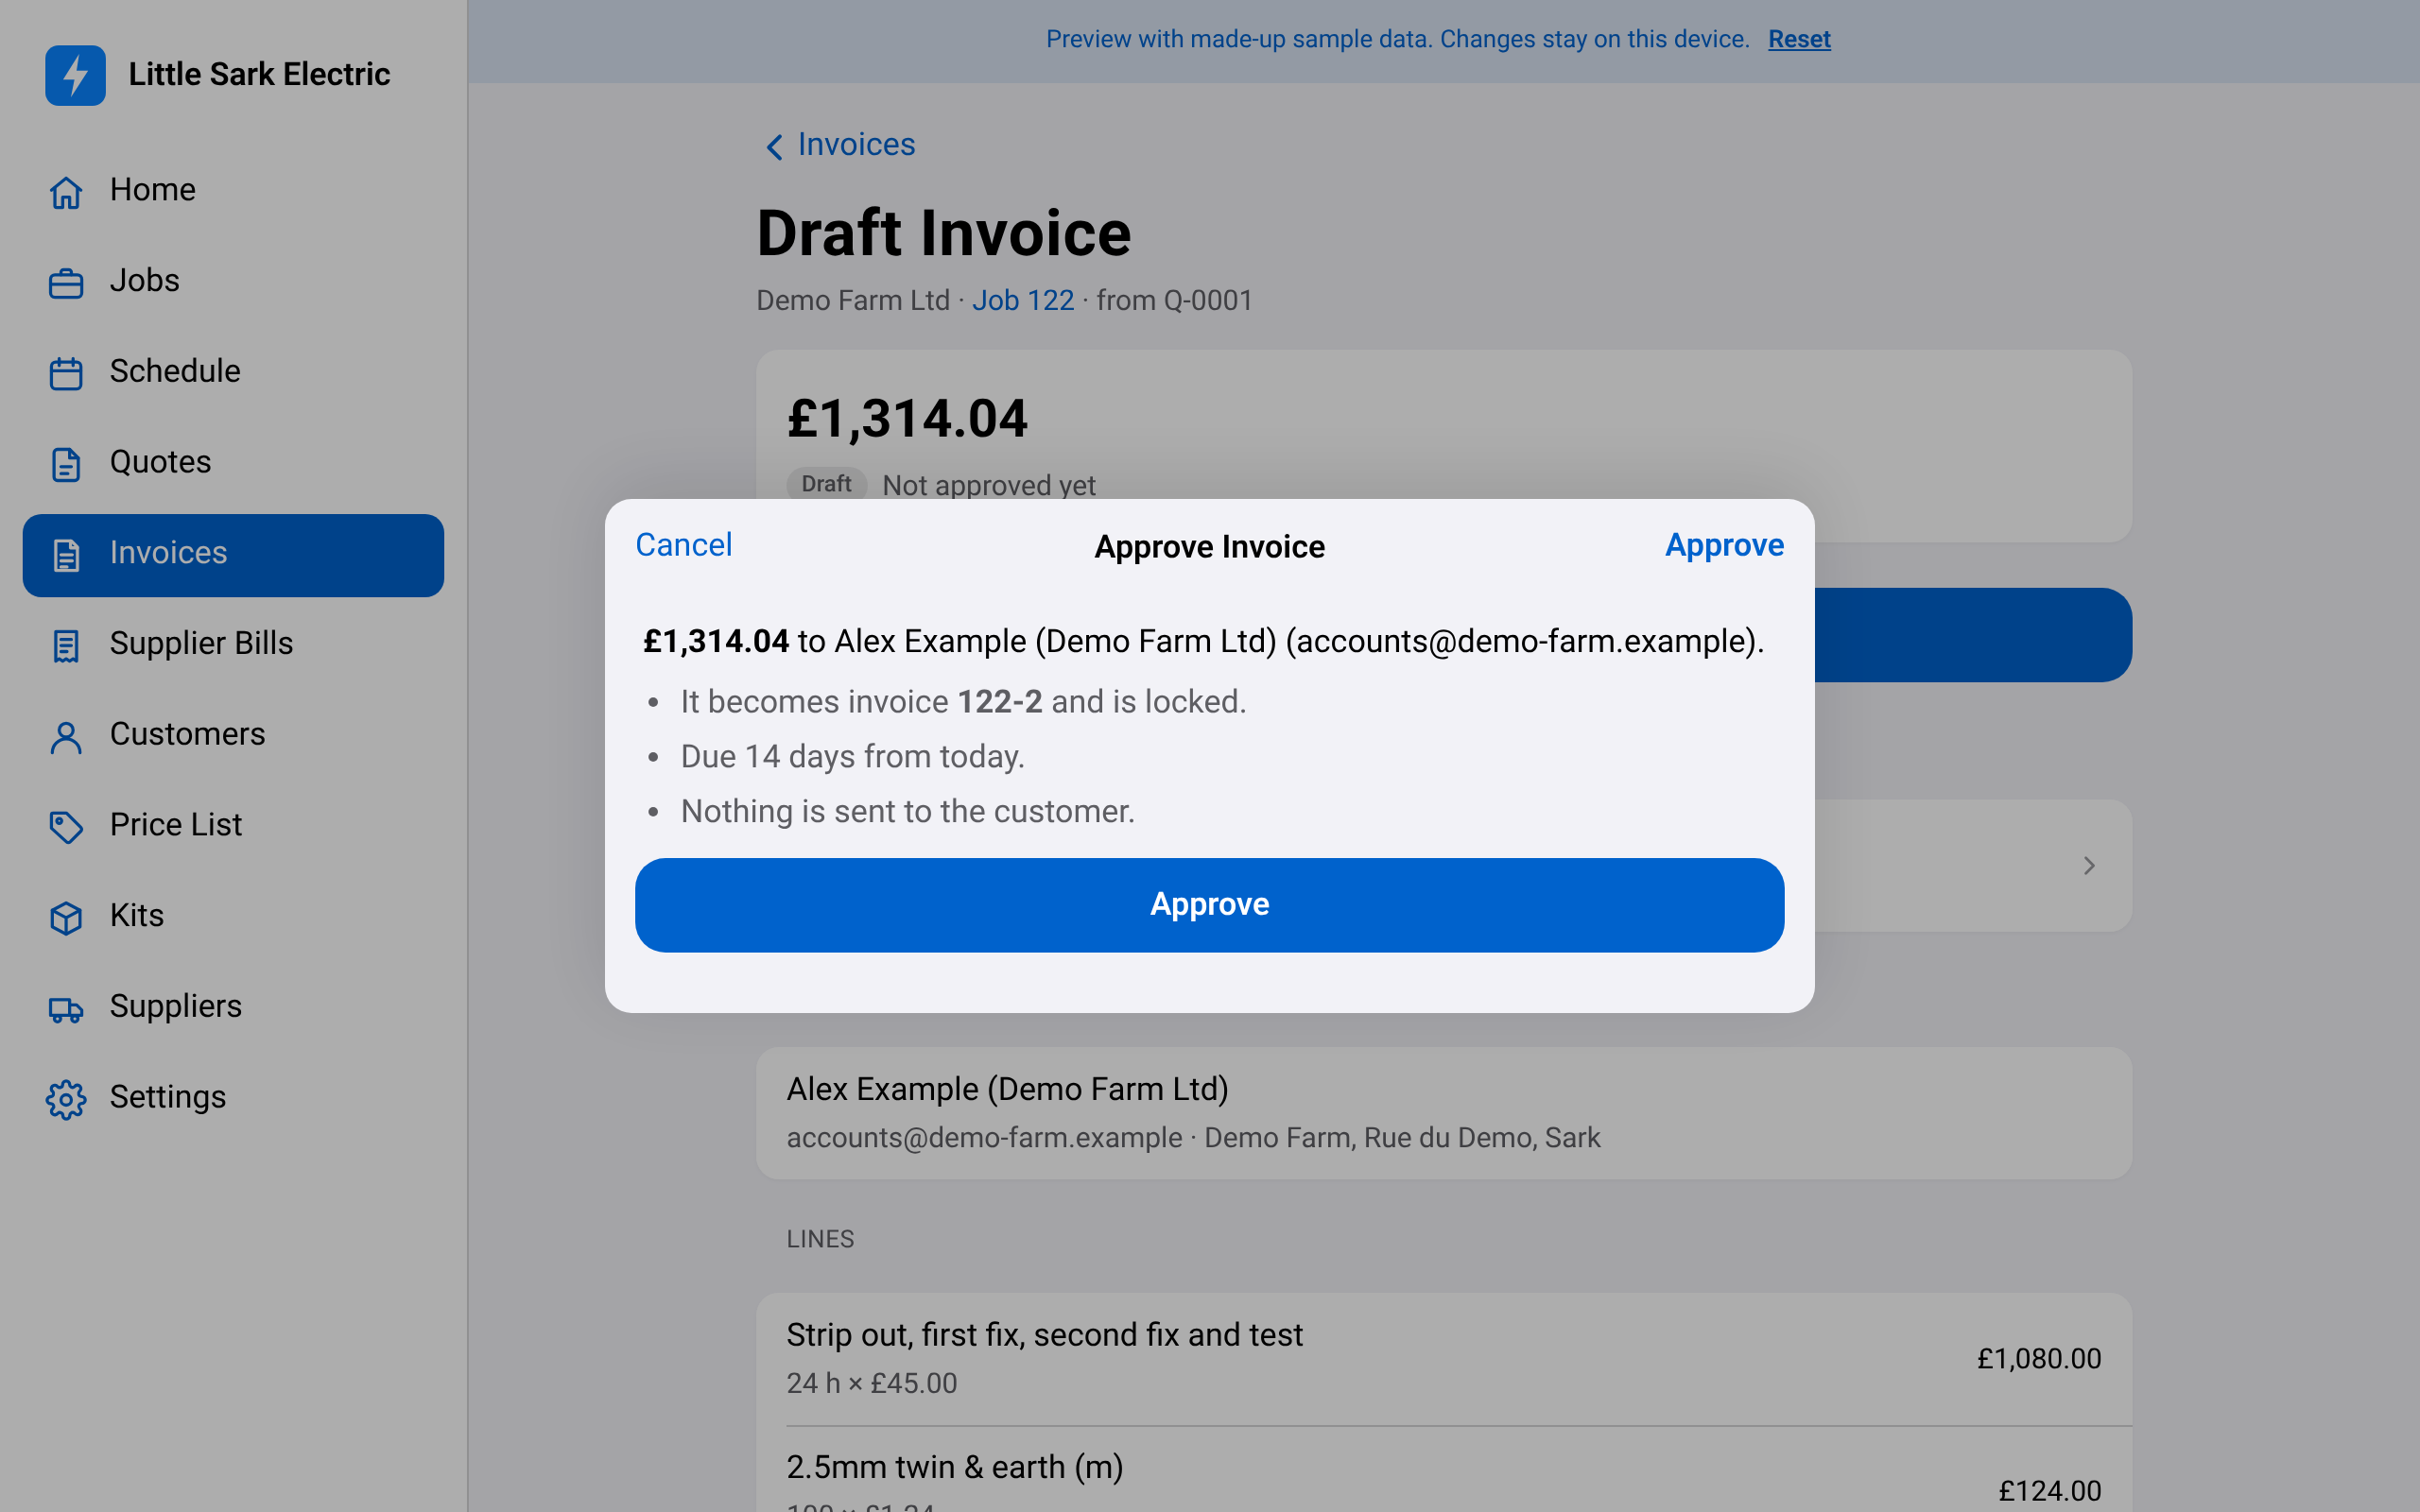 Little Sark Electric
Home
Jobs
Schedule
Quotes
Invoices
Supplier Bills
Customers
Price List
Kits
Suppliers
Settings
Preview with made-up sample data. Changes stay on this device. Reset
Invoices
Draft Invoice
Demo Farm Ltd · Job 122 · from Q-0001
£1,314.04
Draft Not approved yet
Cancel Approve Invoice Approve
£1,314.04 to Alex Example (Demo Farm Ltd) (accounts@demo-farm.example).
• It becomes invoice 122-2 and is locked.
• Due 14 days from today.
• Nothing is sent to the customer.
Approve
Alex Example (Demo Farm Ltd)
accounts@demo-farm.example · Demo Farm, Rue du Demo, Sark
LINES
Strip out, first fix, second fix and test
£1,080.00
24 h × £45.00
2.5mm twin & earth (m)
£124.00